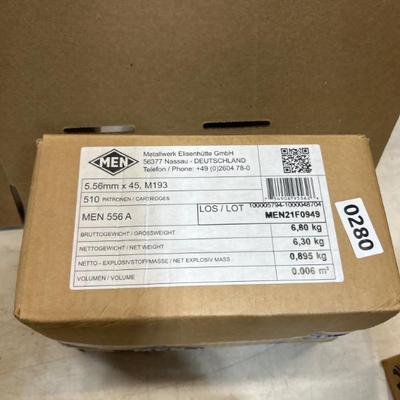 MEN
Metallwerk Elisenhütte GmbH
56377 Nassau - DEUTSCHLAND
Telefon / Phone: +49 (0)2604 78-0
5.56mm x 45, M193
510 PATRONEN / CARTRIDGES
MEN 556 A
LOS / LOT
100005794-1000048704
MEN21F0949
BRUTTOGEWICHT / GROSSWEIGHT
6,80 kg
NETTOGEWICHT / NET WEIGHT
6,30 kg
NETTO - EXPLOSIVSTOFFMASSE / NET EXPLOSIV MASS
0,895 kg
VOLUMEN / VOLUME
0.006 m³
0280